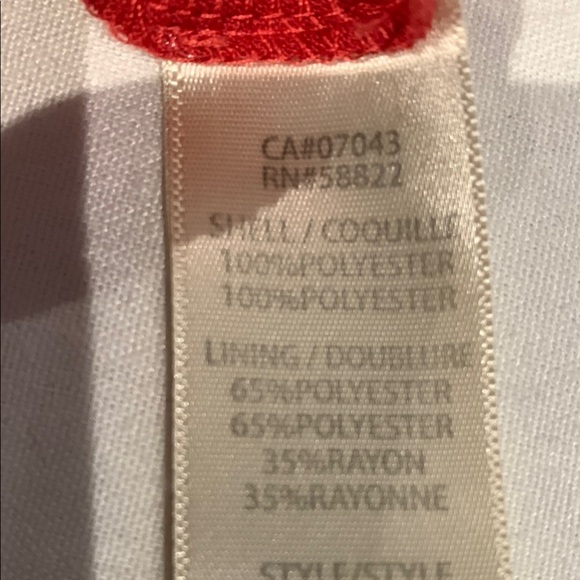 CA#07043
RN#58822
SHELL / COQUILLE
100%POLYESTER
100%POLYESTER
LINING / DOUBLURE
65%POLYESTER
65%POLYESTER
35%RAYON
35%RAYONNE
STYLE/STYLE